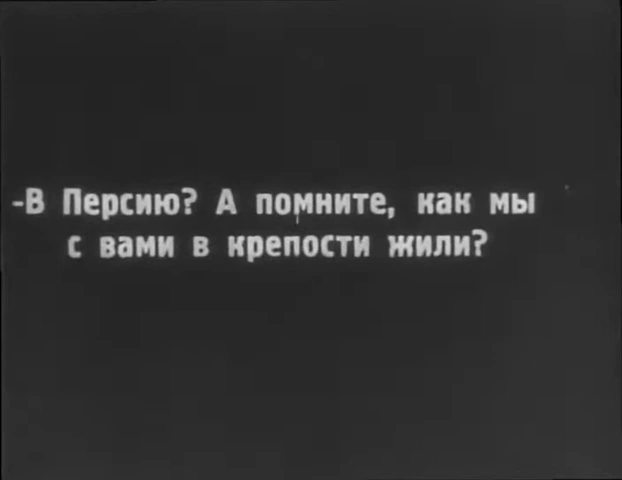 -В Персию? А помните, как мы
с вами в крепости жили?